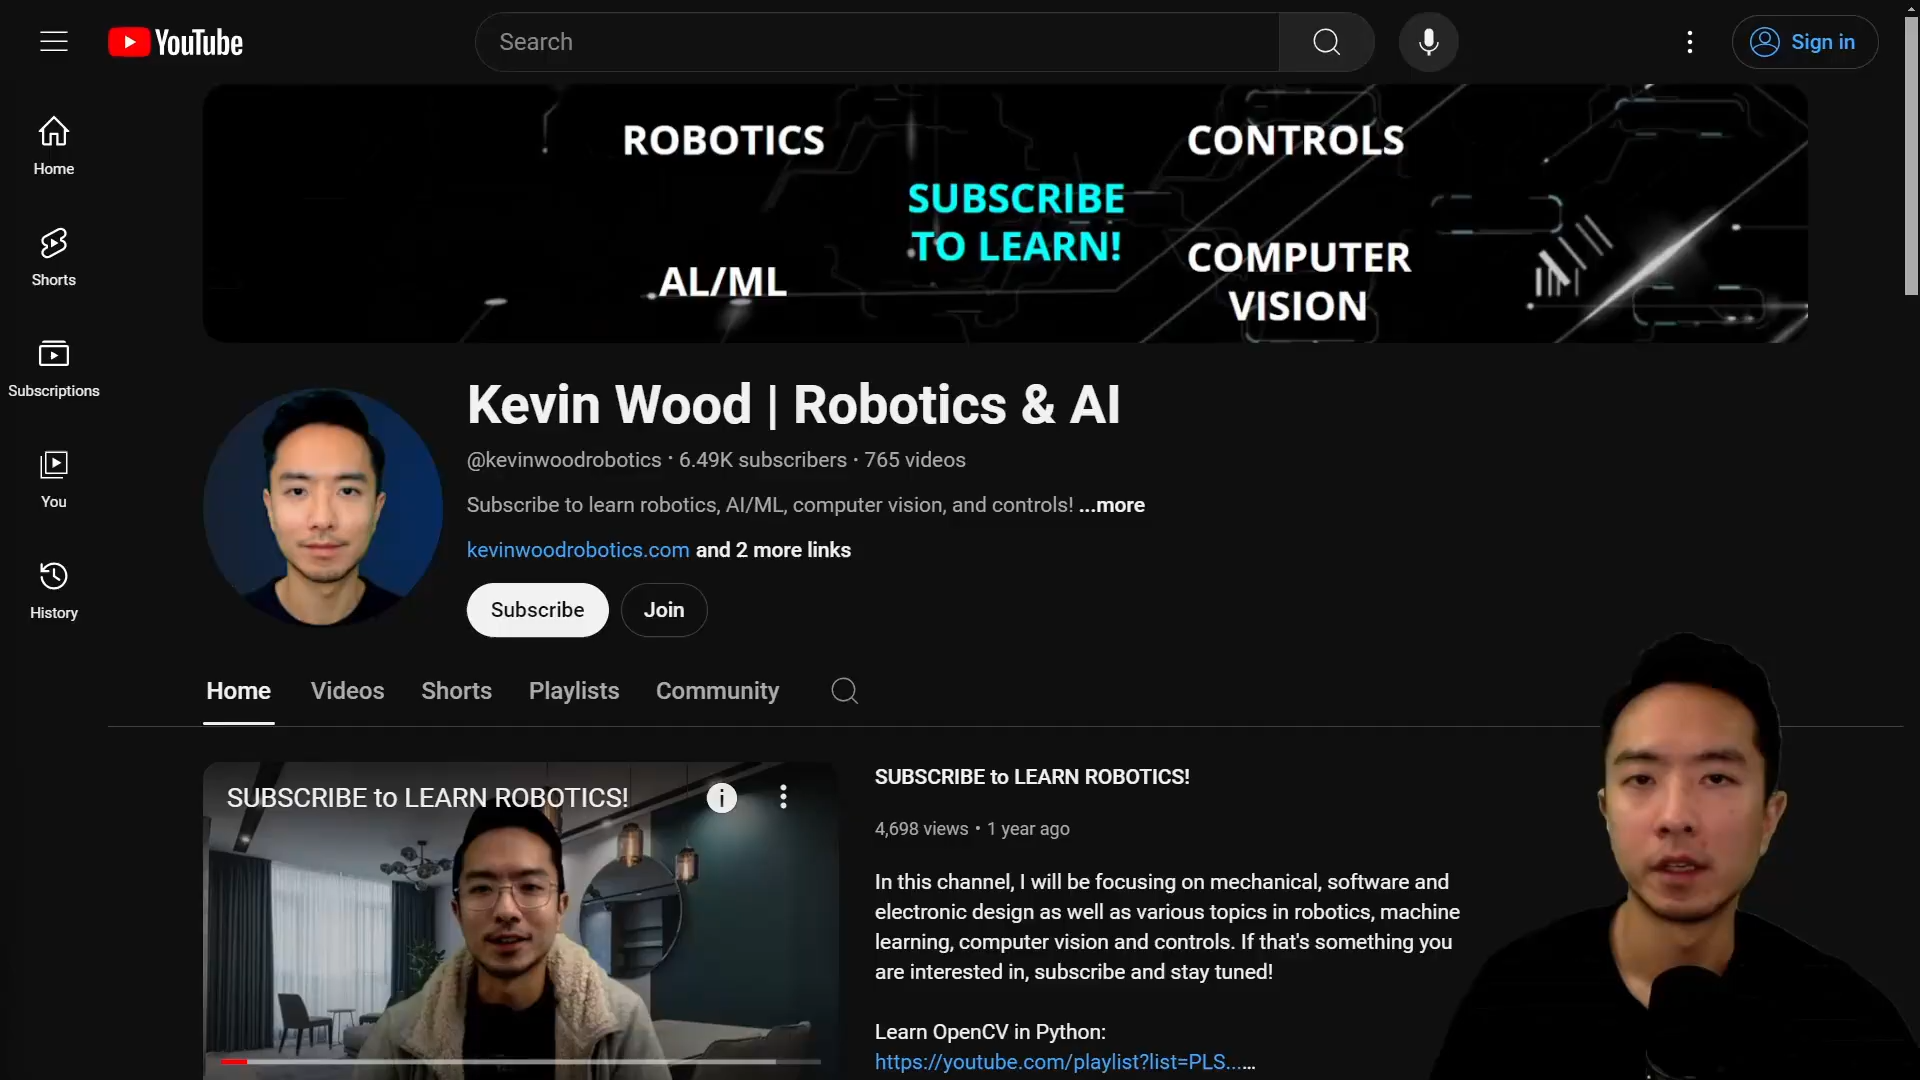 YouTube
Search
Sign in
Home
Shorts
Subscriptions
You
History
ROBOTICS
CONTROLS
SUBSCRIBE
TO LEARN!
AL/ML
COMPUTER
VISION
Kevin Wood | Robotics & AI
@kevinwoodrobotics • 6.49K subscribers • 765 videos
Subscribe to learn robotics, AI/ML, computer vision, and controls! ...more
kevinwoodrobotics.com and 2 more links
Subscribe
Join
Home
Videos
Shorts
Playlists
Community
SUBSCRIBE to LEARN ROBOTICS!
SUBSCRIBE to LEARN ROBOTICS!
4,698 views • 1 year ago
In this channel, I will be focusing on mechanical, software and
electronic design as well as various topics in robotics, machine
learning, computer vision and controls. If that's something you
are interested in, subscribe and stay tuned!
Learn OpenCV in Python:
https://youtube.com/playlist?list=PLS...…